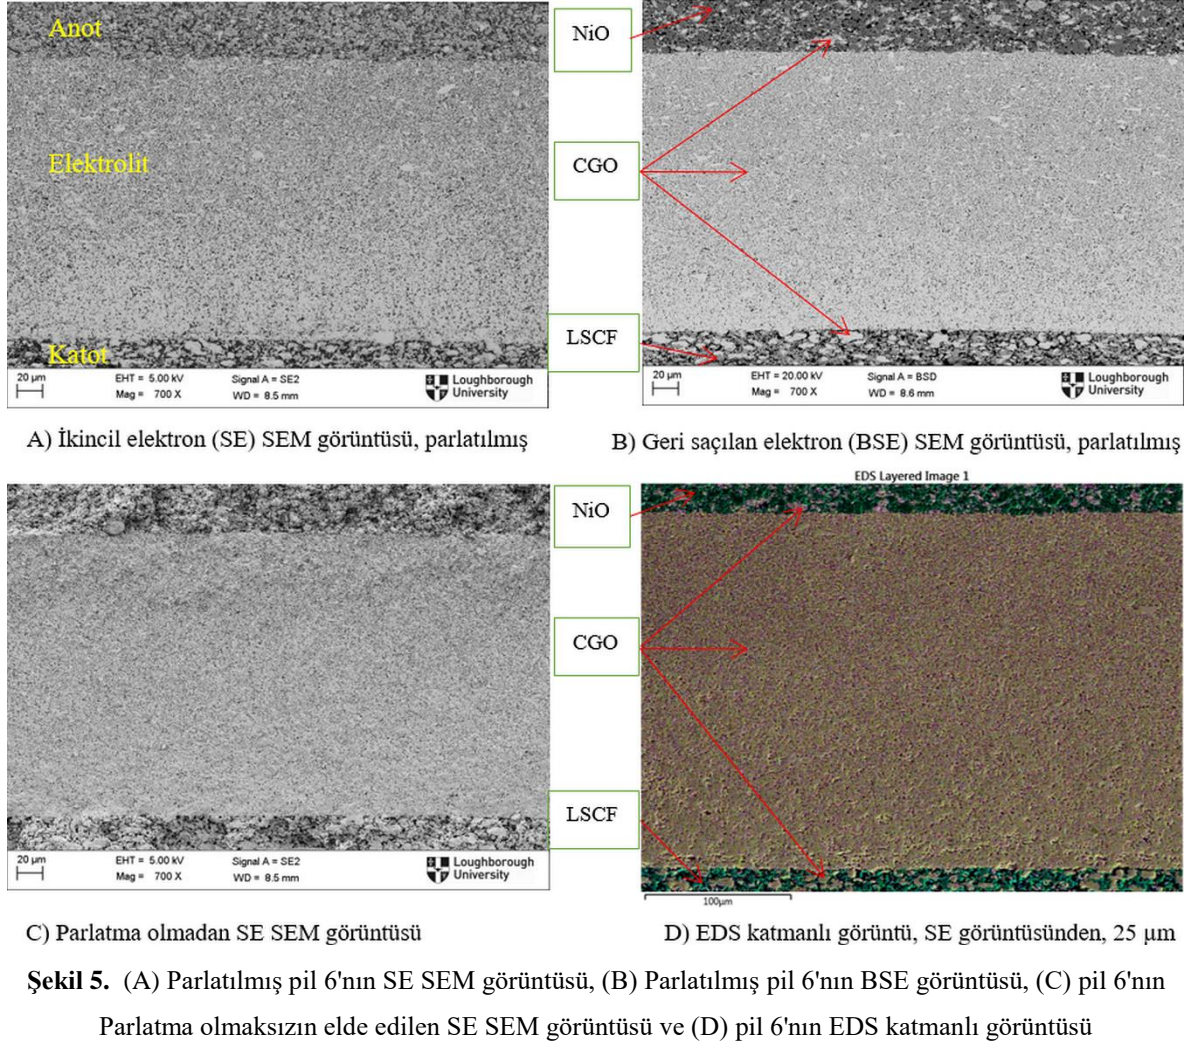 Anot
Elektrolit
Katot
20 µm
EHT = 5.00 kV
Signal A = SE2
Mag = 700 X
WD = 8.5 mm
Loughborough
University
NiO
CGO
LSCF
20 µm
EHT = 20.00 kV
Signal A = BSD
Mag = 700 X
WD = 8.6 mm
Loughborough
University
A) İkincil elektron (SE) SEM görüntüsü, parlatılmış
B) Geri saçılan elektron (BSE) SEM görüntüsü, parlatılmış
20 µm
EHT = 5.00 kV
Signal A = SE2
Mag = 700 X
WD = 8.5 mm
Loughborough
University
NiO
CGO
LSCF
EDS Layered Image 1
100µm
C) Parlatma olmadan SE SEM görüntüsü
D) EDS katmanlı görüntü, SE görüntüsünden, 25 µm
Şekil 5. (A) Parlatılmış pil 6'nın SE SEM görüntüsü, (B) Parlatılmış pil 6'nın BSE görüntüsü, (C) pil 6'nın
Parlatma olmaksızın elde edilen SE SEM görüntüsü ve (D) pil 6'nın EDS katmanlı görüntüsü